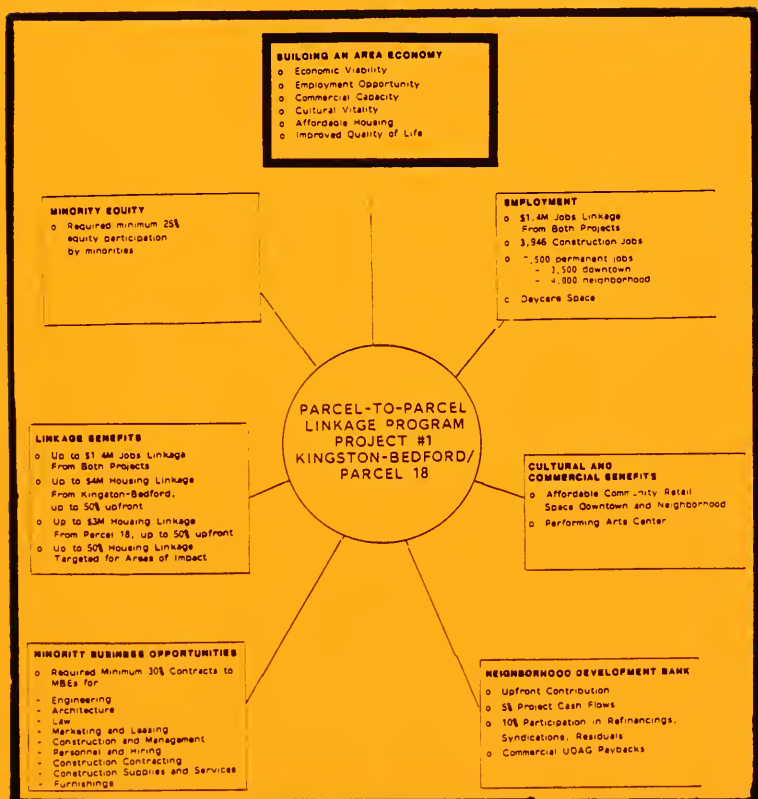 BUILDING AN AREA ECONOMY
o Economic Viability
o Employment Opportunity
o Commercial Capacity
o Cultural Vitality
o Affordable Housing
o Improved Quality of Life
MINORITY EQUITY
o Required minimum 25%
equity participation
by minorities
EMPLOYMENT
o $1.4M Jobs Linkage
From Both Projects
o 3,946 Construction Jobs
o ,500 permanent jobs
- 3,500 downtown
- 4,000 neighborhood
o Daycare Space
PARCEL-TO-PARCEL
LINKAGE PROGRAM
PROJECT #1
KINGSTON-BEDFORD/
PARCEL 18
LINKAGE BENEFITS
o Up to $1.4M Jobs Linkage
From Both Projects
o Up to $4M Housing Linkage
From Kingston-Bedford,
up to 50% upfront
o Up to $3M Housing Linkage
From Parcel 18, up to 50% upfront
o Up to 50% Housing Linkage
Targeted for Areas of Impact
CULTURAL AND
COMMERCIAL BENEFITS
o Affordable Community Retail
Space Downtown and Neighborhood
o Performing Arts Center
MINORITY BUSINESS OPPORTUNITIES
o Required Minimum 30% Contracts to
MBEs for
- Engineering
- Architecture
- Law
- Marketing and Leasing
- Construction and Management
- Personnel and Hiring
- Construction Contracting
- Construction Supplies and Services
- Furnishings
NEIGHBORHOOD DEVELOPMENT BANK
o Upfront Contribution
o 5% Project Cash Flows
o 10% Participation in Refinancings,
Syndications, Residuals
o Commercial UDAG Paybacks